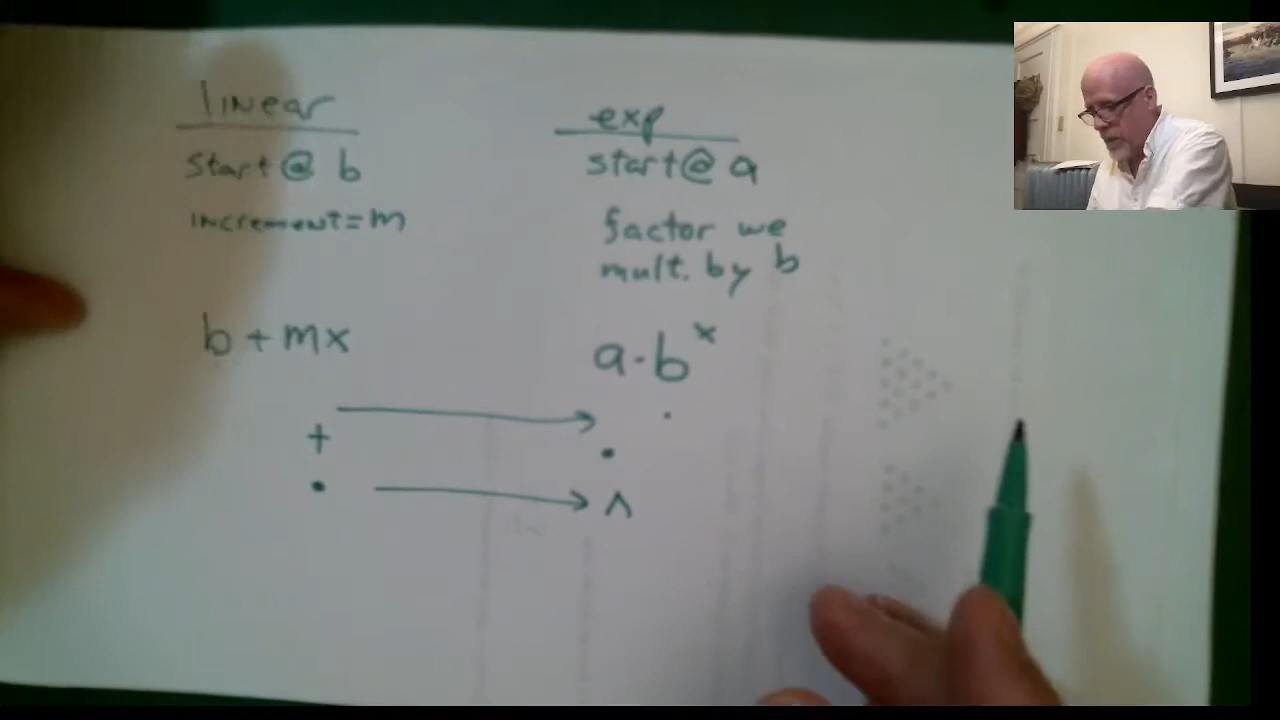 linear
start @ b
increment = m
b + mx
+
•
exp
start @ a
factor we
mult. by b
a · b^x
•
^